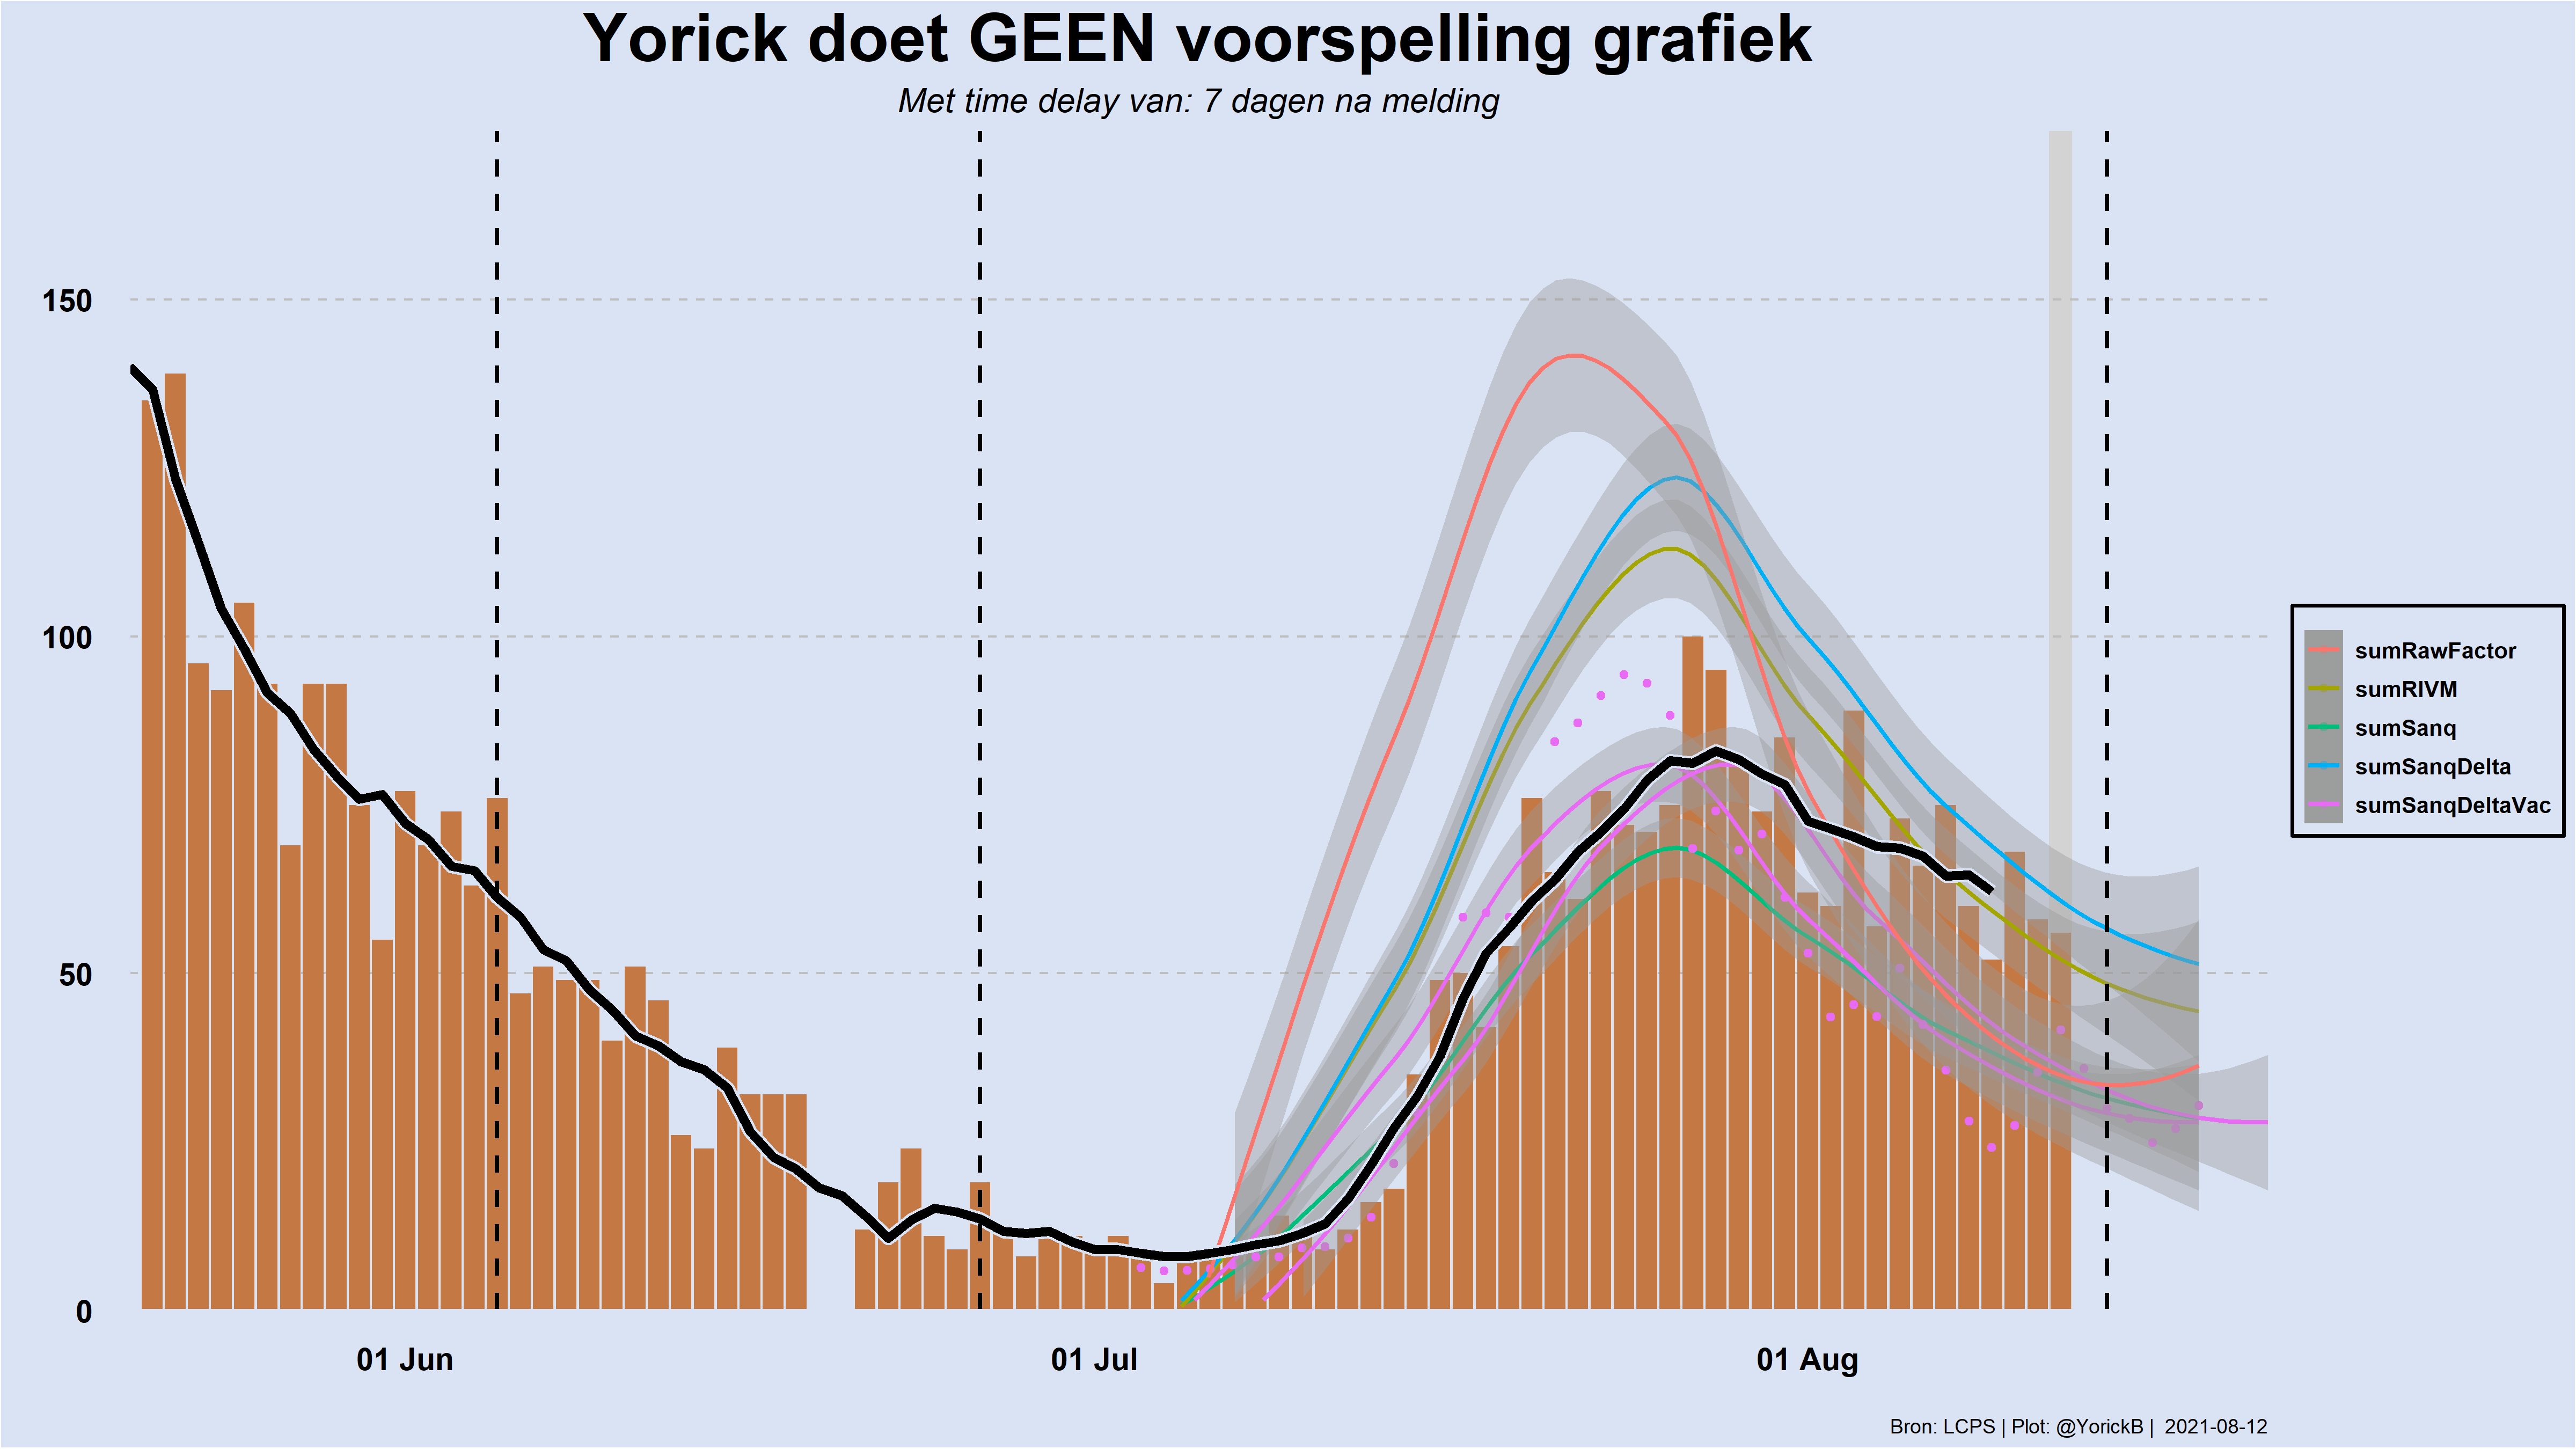 Yorick doet GEEN voorspelling grafiek
Met time delay van: 7 dagen na melding
150
100
50
0
01 Jun
01 Jul
01 Aug
sumRawFactor
sumRIVM
sumSanq
sumSanqDelta
sumSanqDeltaVac
Bron: LCPS | Plot: @YorickB | 2021-08-12